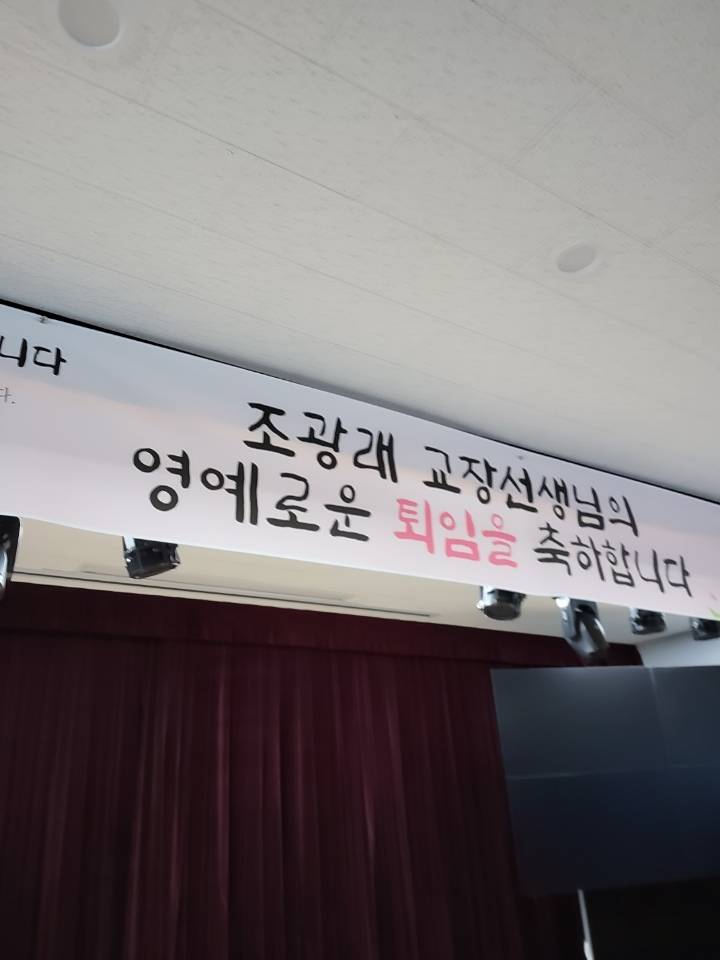 니다
다.
조광래 교장선생님의
영예로운 퇴임을 축하합니다